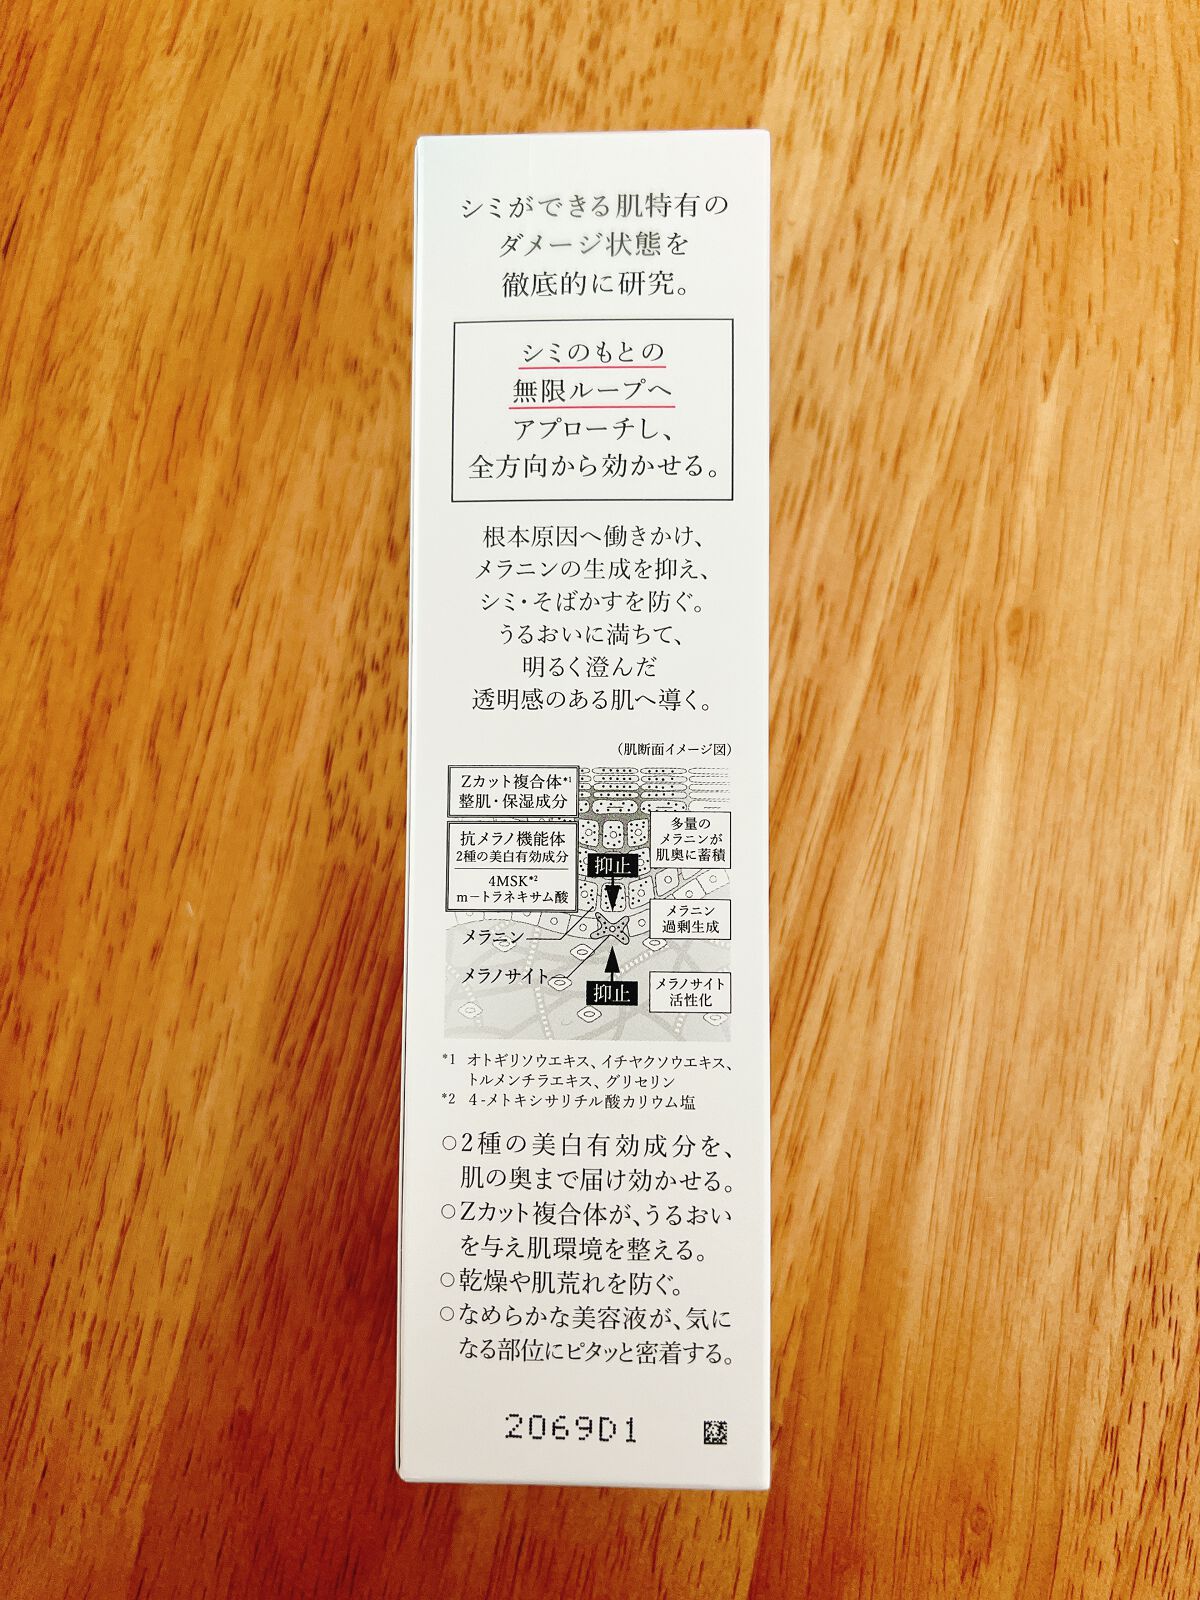 シミができる肌特有の
ダメージ状態を
徹底的に研究。
シミのもとの
無限ループへ
アプローチし、
全方向から効かせる。
根本原因へ働きかけ、
メラニンの生成を抑え、
シミ・そばかすを防ぐ。
うるおいに満ちて、
明るく澄んだ
透明感のある肌へ導く。
(肌断面イメージ図)
Zカット複合体*1
整肌・保湿成分
抗メラノ機能体
2種の美白有効成分
4MSK*2
m-トラネキサム酸
多量の
メラニンが
肌奥に蓄積
抑止
メラニン
過剰生成
メラニン
メラノサイト
抑止
メラノサイト
活性化
*1 オトギリソウエキス、イチヤクソウエキス、
トルメンチラエキス、グリセリン
*2 4-メトキシサリチル酸カリウム塩
○2種の美白有効成分を、
肌の奥まで届け効かせる。
○Zカット複合体が、うるおい
を与え肌環境を整える。
○乾燥や肌荒れを防ぐ。
○なめらかな美容液が、気に
なる部位にピタッと密着する。
2069D1